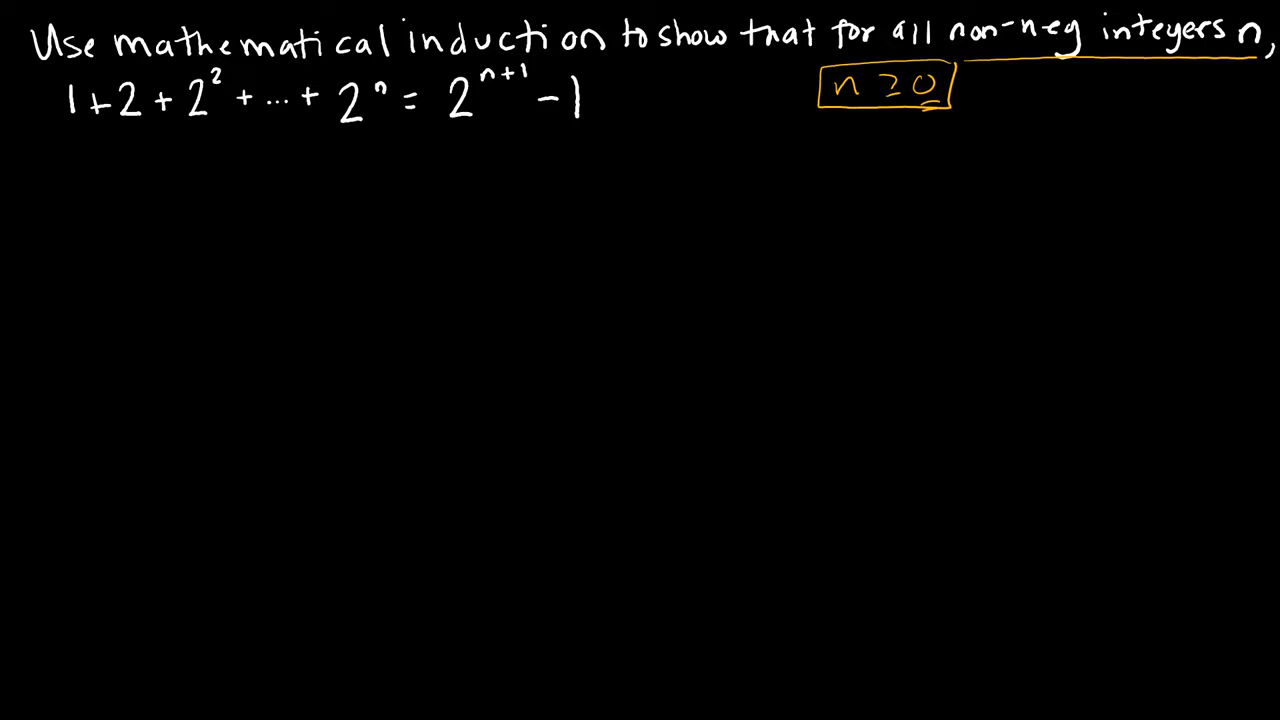 Use mathematical induction to show that for all non-neg integers n,
1 + 2 + 2² + ... + 2ⁿ = 2ⁿ⁺¹ - 1
n ≥ 0